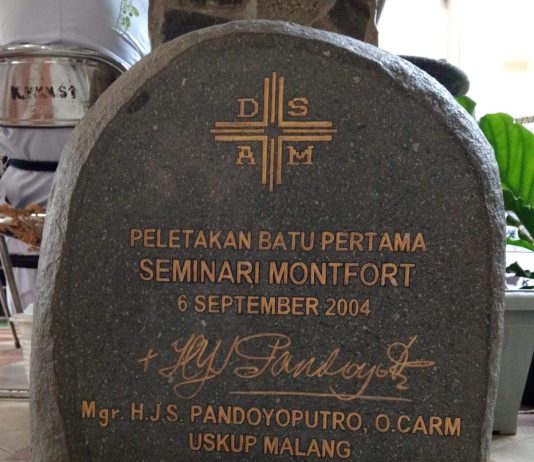 D S
A M
PELETAKAN BATU PERTAMA
SEMINARI MONTFORT
6 SEPTEMBER 2004
Mgr. H.J.S. PANDOYOPUTRO, O.CARM
USKUP MALANG